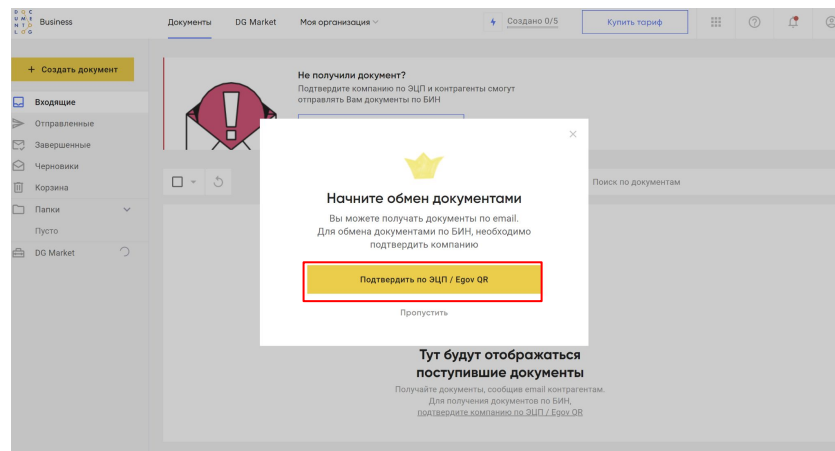 DOC
UME
NTO
LOG
Business
Документы
DG Market
Моя организация
Создано 0/5
Купить тариф
+ Создать документ
Входящие
Отправленные
Завершенные
Черновики
Корзина
Папки
Пусто
DG Market
Не получили документ?
Подтвердите компанию по ЭЦП и контрагенты смогут
отправлять Вам документы по БИН
Поиск по документам
Начните обмен документами
Вы можете получать документы по email.
Для обмена документами по БИН, необходимо
подтвердить компанию
Подтвердить по ЭЦП / Egov QR
Пропустить
Тут будут отображаться
поступившие документы
Получайте документы, сообщив email контрагентам.
Для получения документов по БИН,
подтвердите компанию по ЭЦП / Egov QR